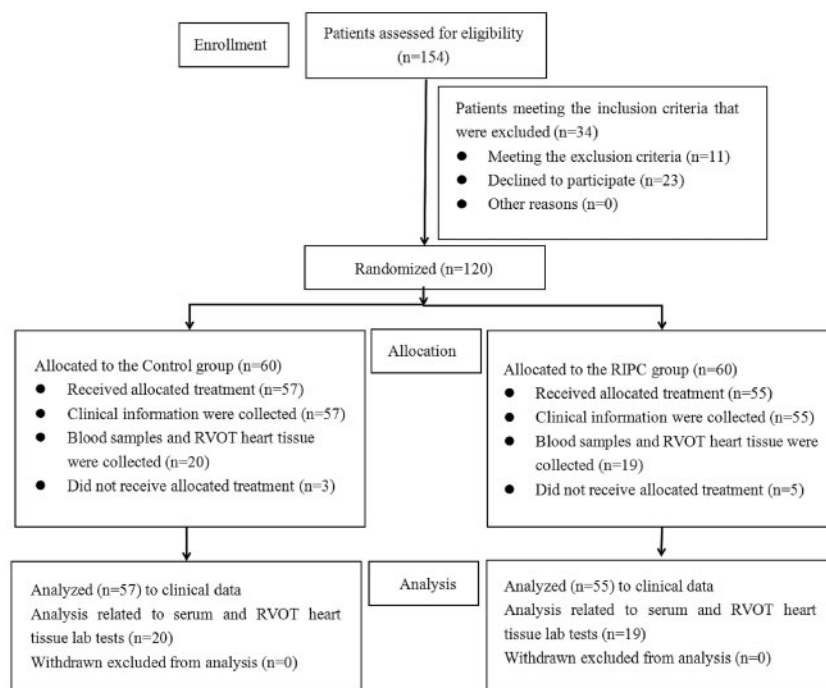 Enrollment
Patients assessed for eligibility
(n=154)
Patients meeting the inclusion criteria that
were excluded (n=34)
● Meeting the exclusion criteria (n=11)
● Declined to participate (n=23)
● Other reasons (n=0)
Randomized (n=120)
Allocation
Allocated to the Control group (n=60)
● Received allocated treatment (n=57)
● Clinical information were collected (n=57)
● Blood samples and RVOT heart tissue
were collected (n=20)
● Did not receive allocated treatment (n=3)
Allocated to the RIPC group (n=60)
● Received allocated treatment (n=55)
● Clinical information were collected (n=55)
● Blood samples and RVOT heart tissue were
collected (n=19)
● Did not receive allocated treatment (n=5)
Analysis
Analyzed (n=57) to clinical data
Analysis related to serum and RVOT heart
tissue lab tests (n=20)
Withdrawn excluded from analysis (n=0)
Analyzed (n=55) to clinical data
Analysis related to serum and RVOT heart
tissue lab tests (n=19)
Withdrawn excluded from analysis (n=0)